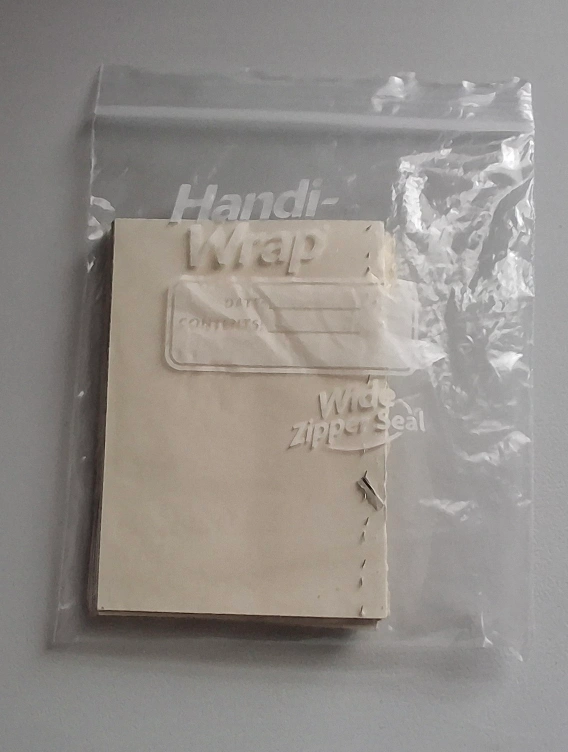 Handi-
Wrap
DATE:
CONTENTS:
Wide
Zipper Seal